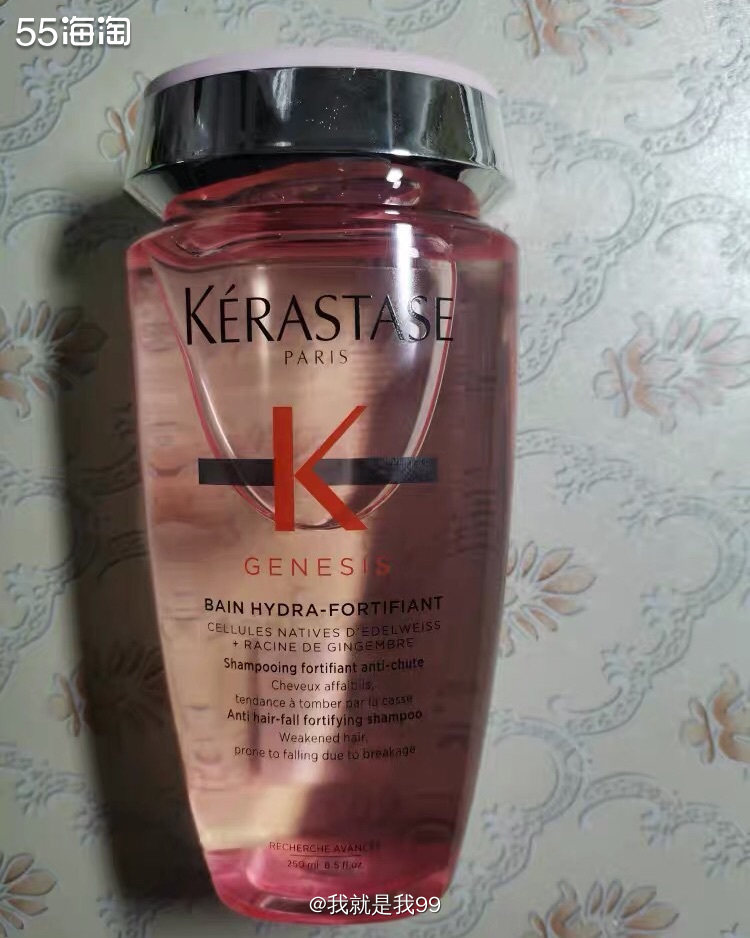 55海淘
KÉRASTASE
PARIS
K
GENESIS
BAIN HYDRA-FORTIFIANT
CELLULES NATIVES D'EDELWEISS
+ RACINE DE GINGEMBRE
Shampooing fortifiant anti-chute
Cheveux affaiblis,
tendance à tomber par la casse
Anti hair-fall fortifying shampoo
Weakened hair,
prone to falling due to breakage
RECHERCHE AVANCÉE
250 ml 8.5 fl.oz
@我就是我99